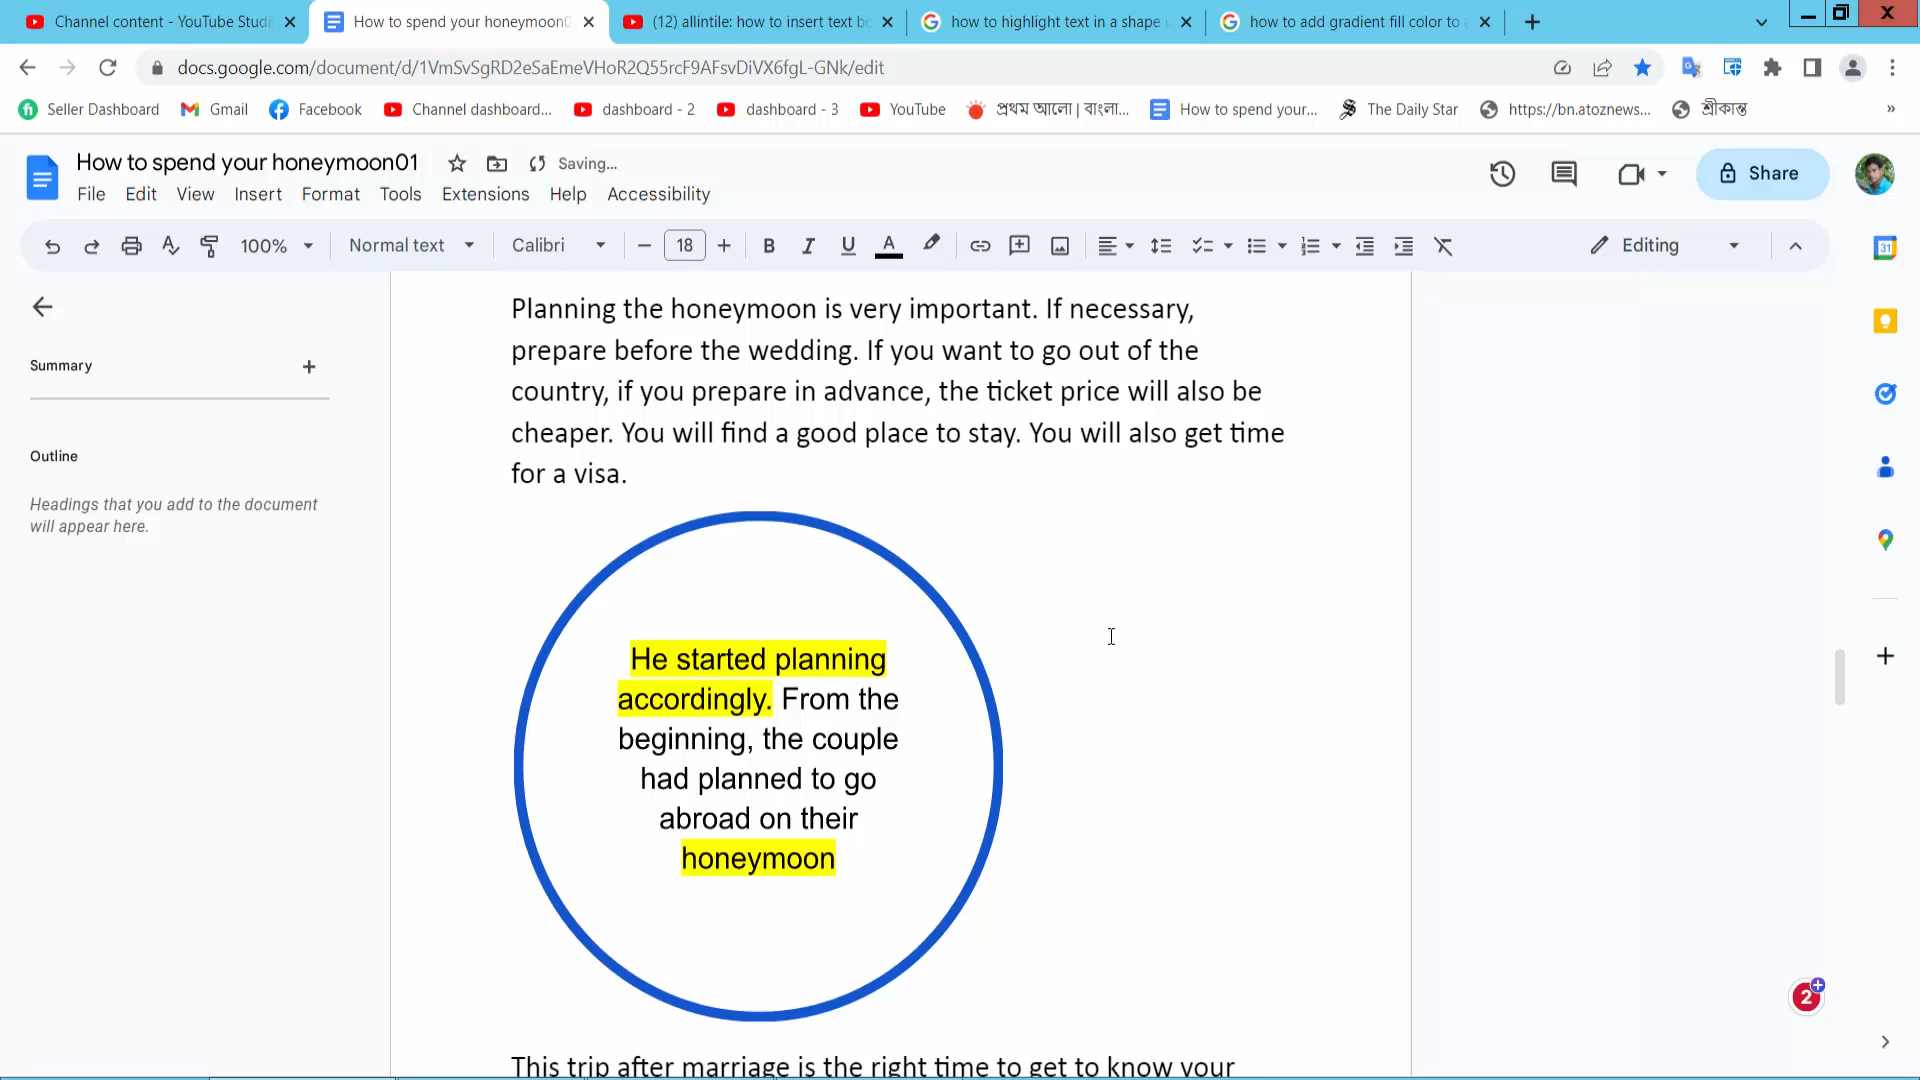 Channel content - YouTube Studi
How to spend your honeymoon0
(12) allintile: how to insert text bo
how to highlight text in a shape i
how to add gradient fill color to
docs.google.com/document/d/1VmSvSgRD2eSaEmeVHoR2Q55rcF9AFsvDiVX6fgL-GNk/edit
Seller Dashboard
Gmail
Facebook
Channel dashboard...
dashboard - 2
dashboard - 3
YouTube
প্রথম আলো | বাংলা...
How to spend your...
The Daily Star
https://bn.atoznews...
শ্রীকান্ত
»
How to spend your honeymoon01
Saving...
Share
File Edit View Insert Format Tools Extensions Help Accessibility
100%
Normal text
Calibri
18
B I U A
Editing
31
Summary
Outline
Headings that you add to the document
will appear here.
Planning the honeymoon is very important. If necessary,
prepare before the wedding. If you want to go out of the
country, if you prepare in advance, the ticket price will also be
cheaper. You will find a good place to stay. You will also get time
for a visa.
He started planning
accordingly. From the
beginning, the couple
had planned to go
abroad on their
honeymoon
2
This trip after marriage is the right time to get to know your